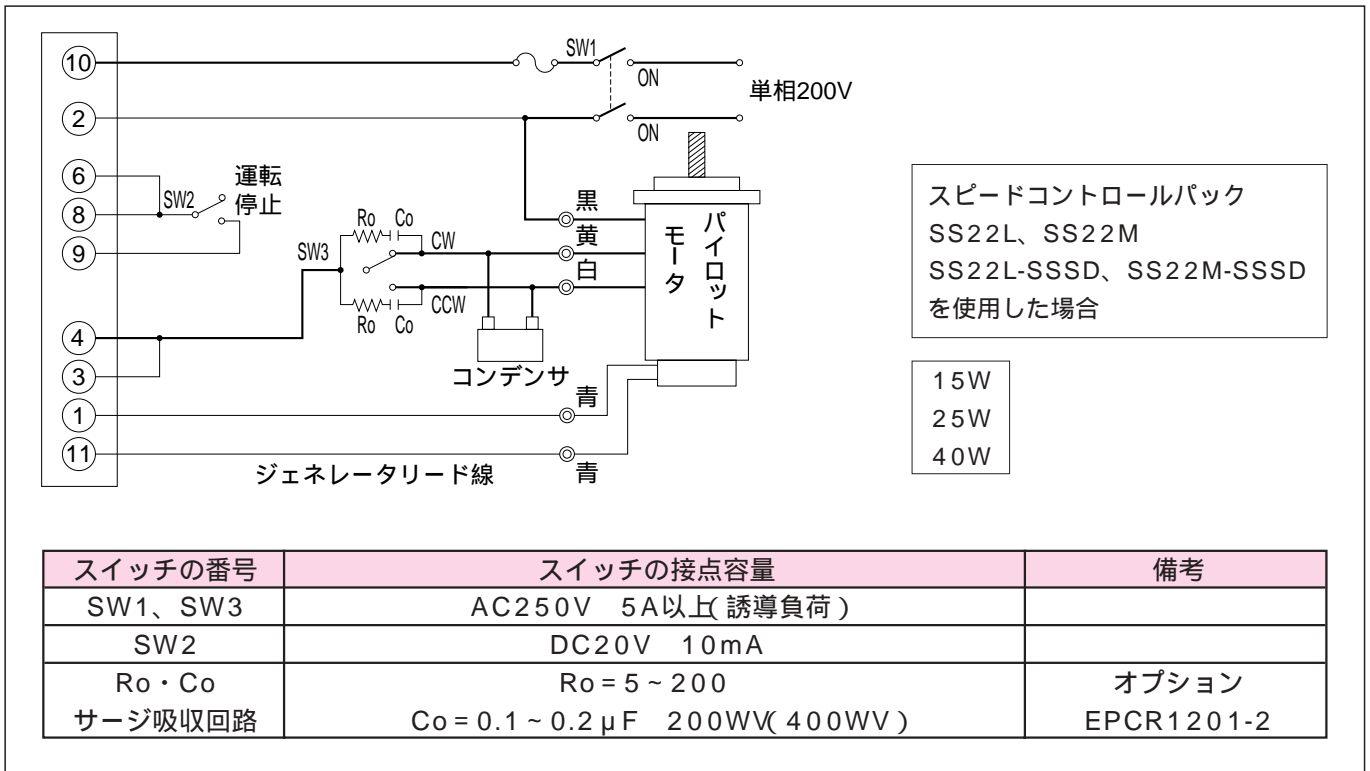 10
SW1
ON
単相200V
2
ON
6
8
9
SW2
運転
停止
SW3
Ro Co
CW
CCW
Ro Co
黒
黄
白
パイロット
モータ
コンデンサ
4
3
1
11
青
青
ジェネレータリード線
スピードコントロールパック
SS22L、SS22M
SS22L-SSSD、SS22M-SSSD
を使用した場合
15W
25W
40W
スイッチの番号 スイッチの接点容量 備考
SW1、SW3 AC250V 5A以上(誘導負荷)
SW2 DC20V 10mA
Ro・Co Ro=5~200 オプション
サージ吸収回路 Co=0.1~0.2μF 200WV(400WV) EPCR1201-2